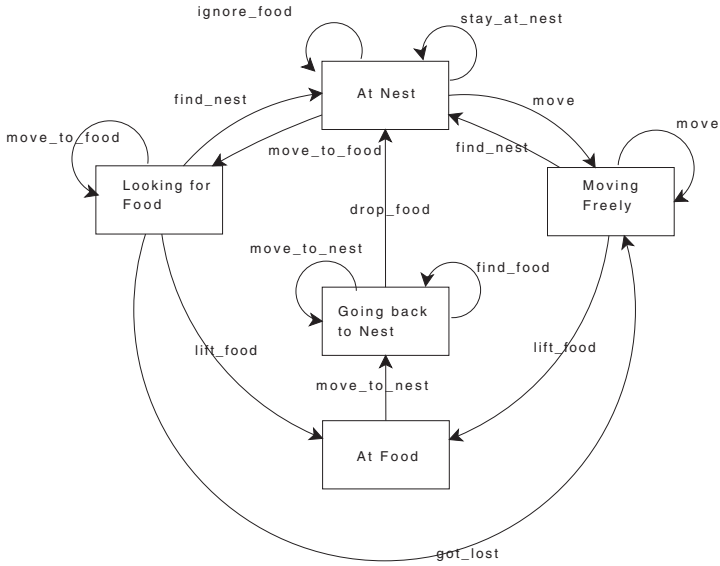 ignore_food
stay_at_nest
At Nest
find_nest
move
move_to_food
move_to_food
find_nest
move
Looking for
Food
Moving
Freely
drop_food
move_to_nest
find_food
Going back
to Nest
lift_food
lift_food
move_to_nest
At Food
got_lost